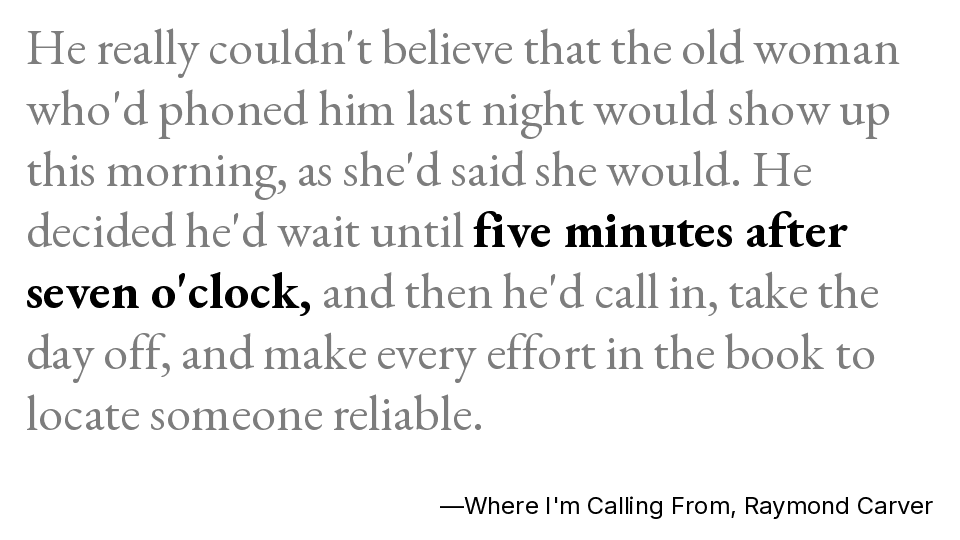 He really couldn't believe that the old woman
who'd phoned him last night would show up
this morning, as she'd said she would. He
decided he'd wait until five minutes after
seven o'clock, and then he'd call in, take the
day off, and make every effort in the book to
locate someone reliable.
—Where I'm Calling From, Raymond Carver